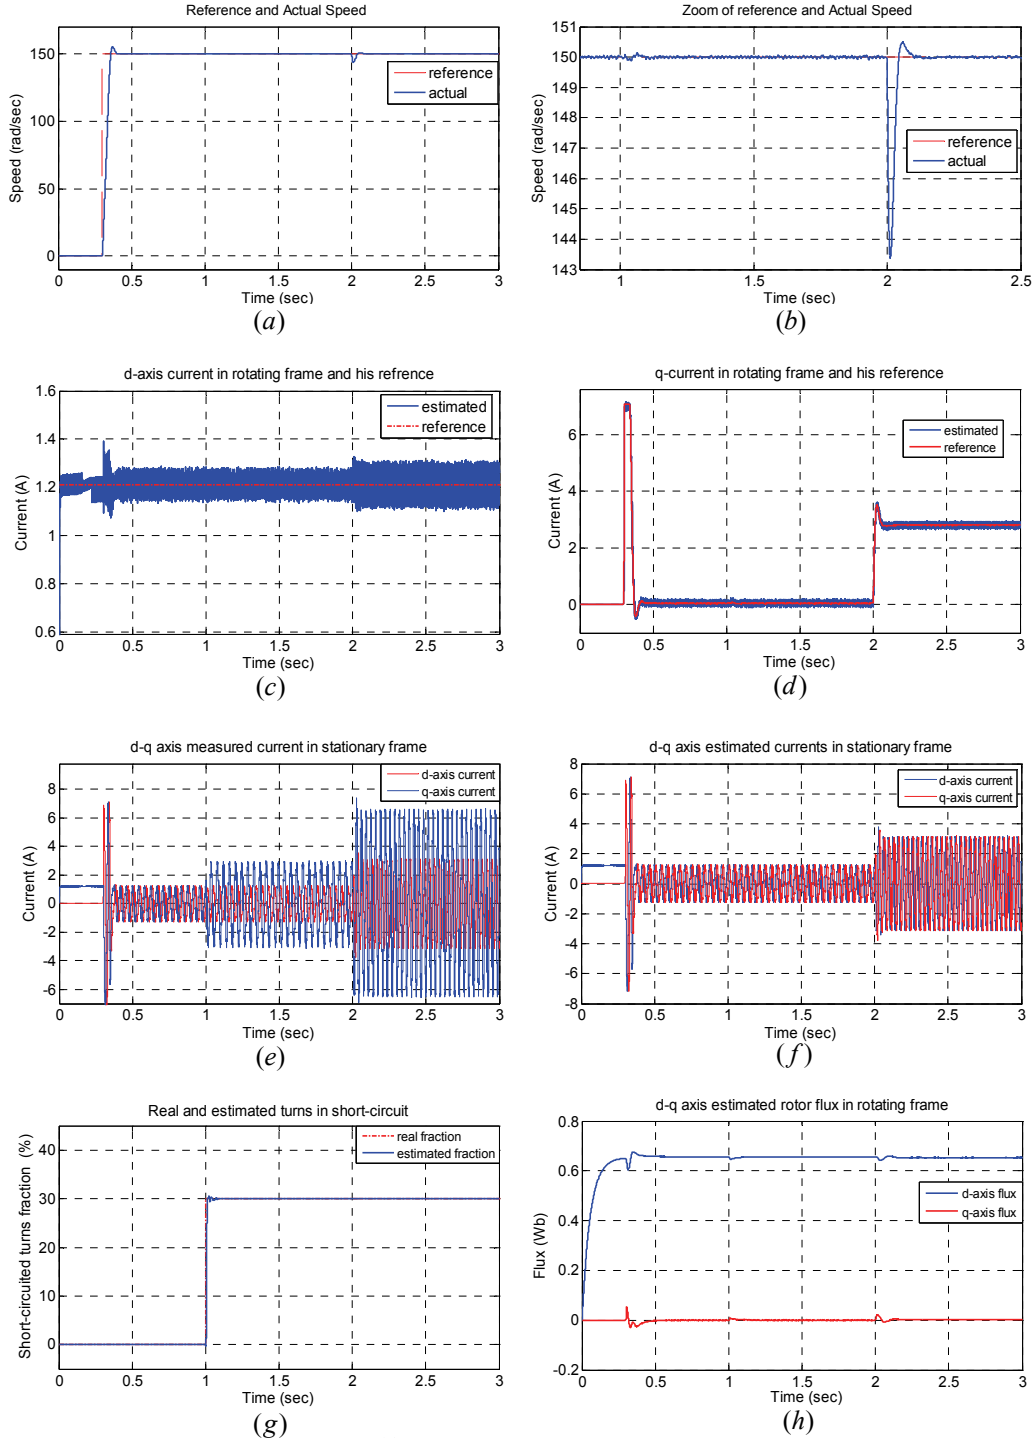 Reference and Actual Speed
150
100
50
0
Speed (rad/sec)
reference
actual
0 0.5 1 1.5 2 2.5 3
Time (sec)
(a)
Zoom of reference and Actual Speed
151
150
149
148
147
146
145
144
143
Speed (rad/sec)
reference
actual
1 1.5 2 2.5
Time (sec)
(b)
d-axis current in rotating frame and his refrence
1.6
1.4
1.2
1
0.8
0.6
Current (A)
estimated
reference
0 0.5 1 1.5 2 2.5 3
Time (sec)
(c)
q-current in rotating frame and his reference
6
4
2
0
Current (A)
estimated
reference
0 0.5 1 1.5 2 2.5 3
Time (sec)
(d)
d-q axis measured current in stationary frame
8
6
4
2
0
-2
-4
-6
Current (A)
d-axis current
q-axis current
0 0.5 1 1.5 2 2.5 3
Time (sec)
(e)
d-q axis estimated currents in stationary frame
8
6
4
2
0
-2
-4
-6
-8
Current (A)
d-axis current
q-axis current
0 0.5 1 1.5 2 2.5 3
Time (sec)
(f)
Real and estimated turns in short-circuit
40
30
20
10
0
Short-circuited turns fraction (%)
real fraction
estimated fraction
0 0.5 1 1.5 2 2.5 3
Time (sec)
(g)
d-q axis estimated rotor flux in rotating frame
0.8
0.6
0.4
0.2
0
-0.2
Flux (Wb)
d-axis flux
q-axis flux
0 0.5 1 1.5 2 2.5 3
Time (sec)
(h)